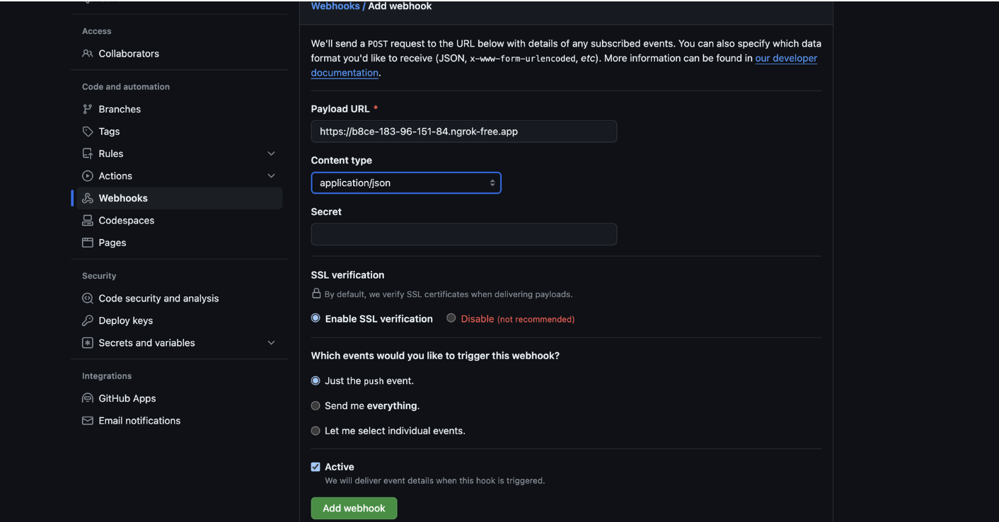 Access
Collaborators
Code and automation
Branches
Tags
Rules
Actions
Webhooks
Codespaces
Pages
Security
Code security and analysis
Deploy keys
Secrets and variables
Integrations
GitHub Apps
Email notifications
Webhooks / Add webhook
We'll send a POST request to the URL below with details of any subscribed events. You can also specify which data
format you'd like to receive (JSON, x-www-form-urlencoded, etc). More information can be found in our developer
documentation.
Payload URL *
https://b8ce-183-96-151-84.ngrok-free.app
Content type
application/json
Secret
SSL verification
By default, we verify SSL certificates when delivering payloads.
Enable SSL verification Disable (not recommended)
Which events would you like to trigger this webhook?
Just the push event.
Send me everything.
Let me select individual events.
Active
We will deliver event details when this hook is triggered.
Add webhook